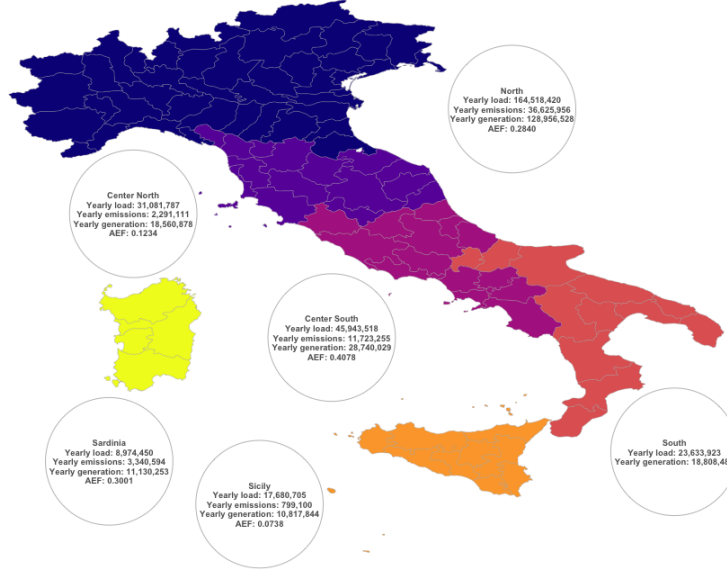 North
Yearly load: 164,518,420
Yearly emissions: 36,625,956
Yearly generation: 128,956,528
AEF: 0.2840
Center North
Yearly load: 31,081,787
Yearly emissions: 2,291,111
Yearly generation: 18,560,878
AEF: 0.1234
Center South
Yearly load: 45,943,518
Yearly emissions: 11,723,255
Yearly generation: 28,740,029
AEF: 0.4078
Sardinia
Yearly load: 8,974,450
Yearly emissions: 3,340,594
Yearly generation: 11,130,253
AEF: 0.3001
Sicily
Yearly load: 17,680,705
Yearly emissions: 799,100
Yearly generation: 10,817,844
AEF: 0.0738
South
Yearly load: 23,633,923
Yearly generation: 18,808,48